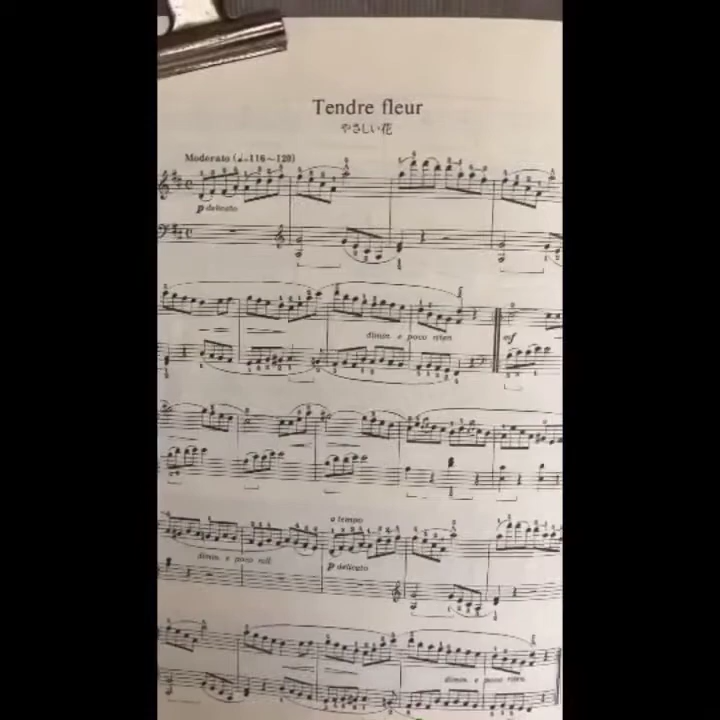 Tendre fleur
やさしい花
Moderato (♩=116~120)
p delicato
dimin. e poco riten.
mf
dimin. e poco rall.
a tempo
p delicato
dimin. e poco riten.